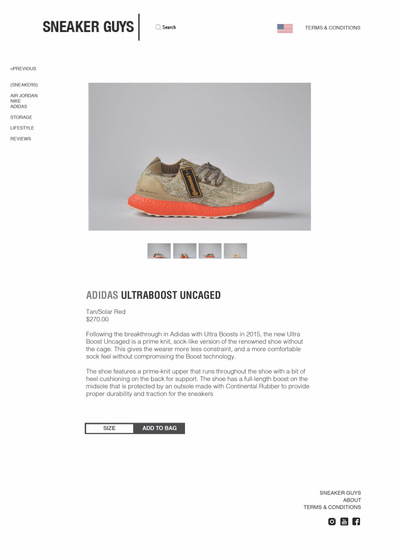 SNEAKER GUYS
Search
TERMS & CONDITIONS
<PREVIOUS
(SNEAKERS)
AIR JORDAN
NIKE
ADIDAS
STORAGE
LIFESTYLE
REVIEWS
ADIDAS ULTRABOOST UNCAGED
Tan/Solar Red
$270.00
Following the breakthrough in Adidas with Ultra Boosts in 2015, the new Ultra
Boost Uncaged is a prime knit, sock-like version of the renowned shoe without
the cage. This gives the wearer more less constraint, and a more comfortable
sock feel without compromising the Boost technology.
The shoe features a prime-knit upper that runs throughout the shoe with a bit of
heel cushioning on the back for support. The shoe has a full-length boost on the
midsole that is protected by an outsole made with Continental Rubber to provide
proper durability and traction for the sneakers
SIZE
ADD TO BAG
SNEAKER GUYS
ABOUT
TERMS & CONDITIONS